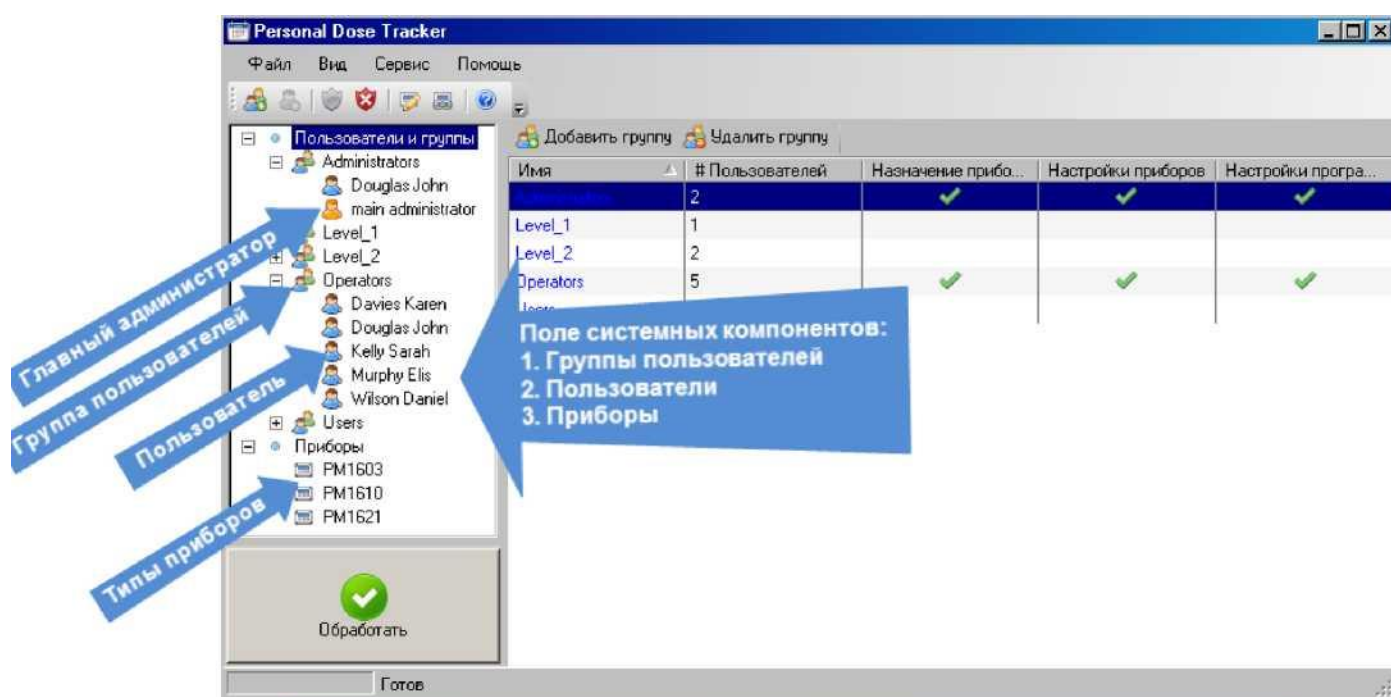 Personal Dose Tracker
Файл Вид Сервис Помощь
Пользователи и группы
Administrators
Douglas John
main administrator
Level_1
Level_2
Operators
Davies Karen
Douglas John
Kelly Sarah
Murphy Elis
Wilson Daniel
Users
Приборы
PM1603
PM1610
PM1621
Обработать
Готов
Добавить группу Удалить группу
Имя # Пользователей Назначение прибо... Настройки приборов Настройки програ...
Administrators 2
Level_1 1
Level_2 2
Operators 5
Главный администратор
Группа пользователей
Пользователь
Типы приборов
Поле системных компонентов:
1. Группы пользователей
2. Пользователи
3. Приборы